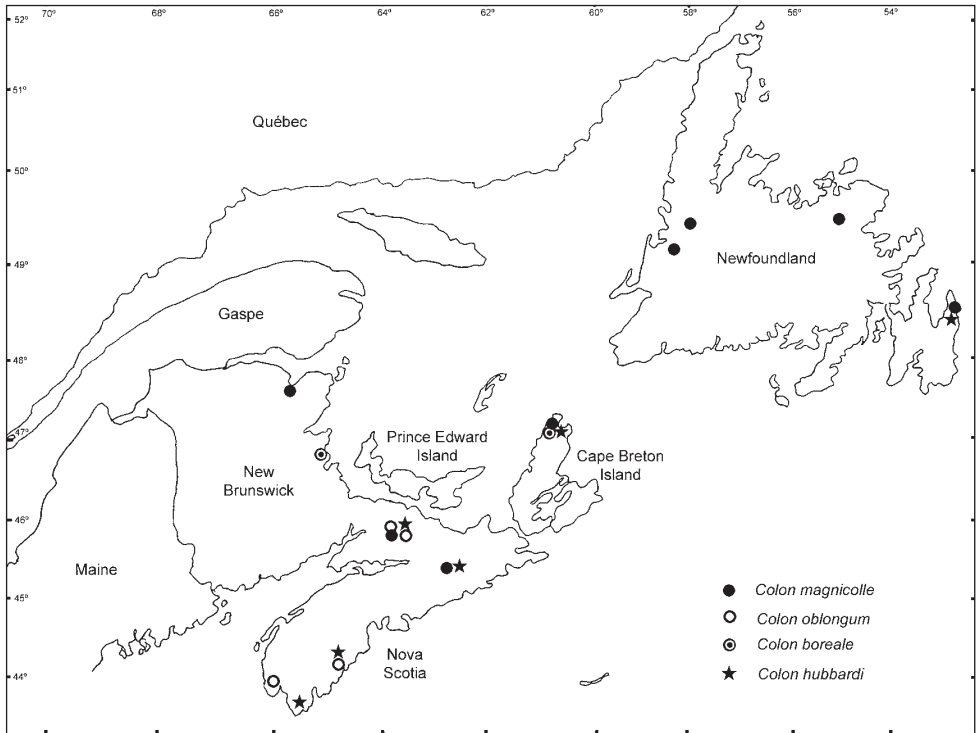 70° 68° 66° 64° 62° 60° 58° 56° 54°
52°
51°
Québec
50°
49°
Newfoundland
Gaspe
48°
47°
Prince Edward
Island
Cape Breton
Island
New
Brunswick
46°
Maine
45°
Colon magnicolle
Colon oblongum
Colon boreale
Colon hubbardi
Nova
Scotia
44°